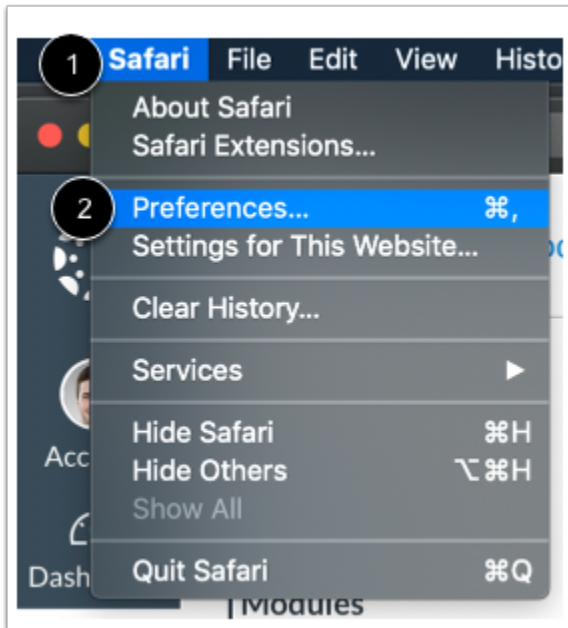 1 Safari File Edit View Histo
About Safari
Safari Extensions...
2 Preferences... ⌘,
Settings for This Website...
Clear History...
Services ▶
Hide Safari ⌘H
Acc
Hide Others ⌥⌘H
Show All
Dash
Quit Safari ⌘Q
Modules